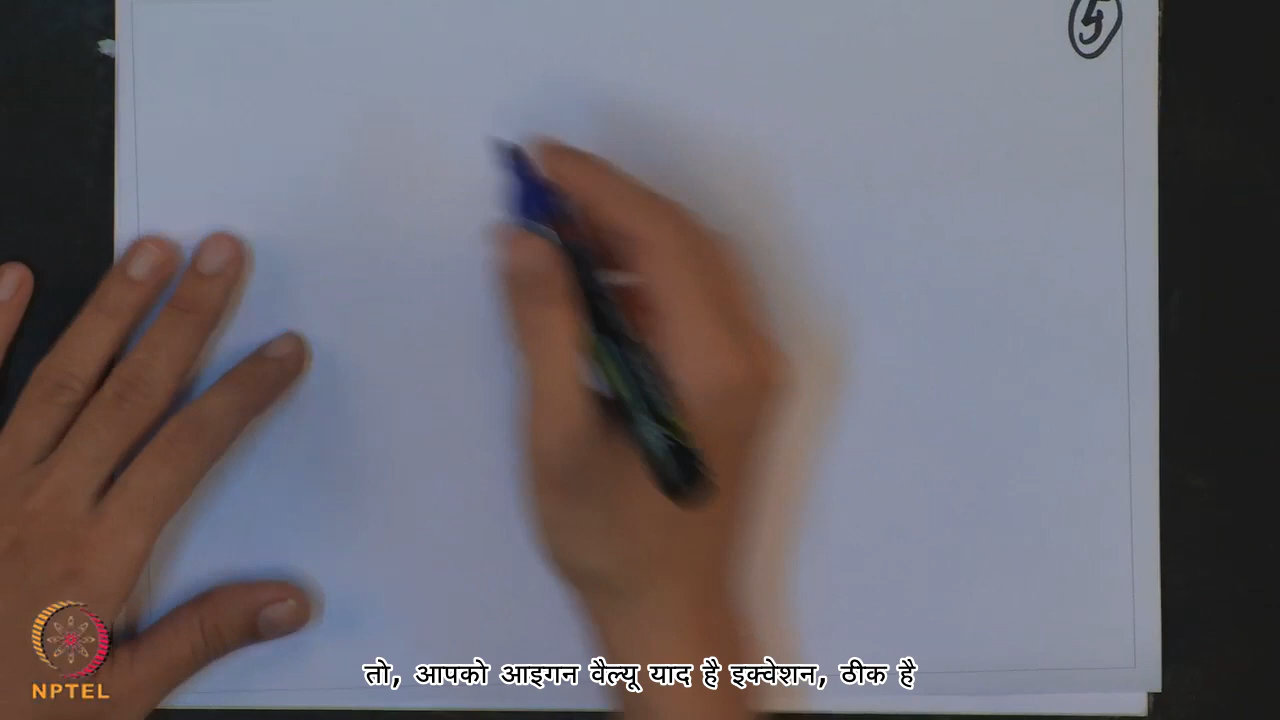 5
तो, आपको आइगन वैल्यू याद है इक्वेशन, ठीक है
NPTEL